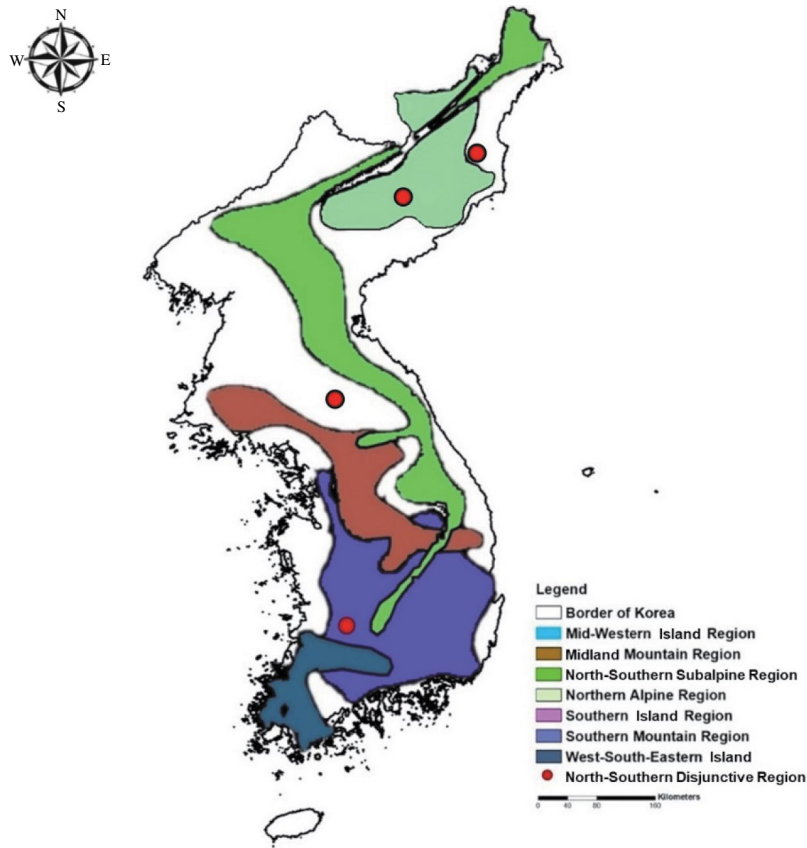 N
W E
S
Legend
Border of Korea
Mid-Western Island Region
Midland Mountain Region
North-Southern Subalpine Region
Northern Alpine Region
Southern Island Region
Southern Mountain Region
West-South-Eastern Island
North-Southern Disjunctive Region
Kilometers
0 40 80 160